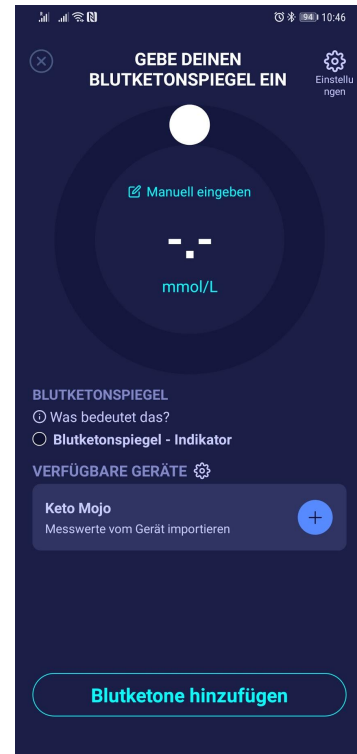 94 10:46
GEBE DEINEN
BLUTKETONSPIEGEL EIN
Einstellu
ngen
Manuell eingeben
-.-
mmol/L
BLUTKETONSPIEGEL
Was bedeutet das?
Blutketonspiegel - Indikator
VERFÜGBARE GERÄTE
Keto Mojo
Messwerte vom Gerät importieren
Blutketone hinzufügen